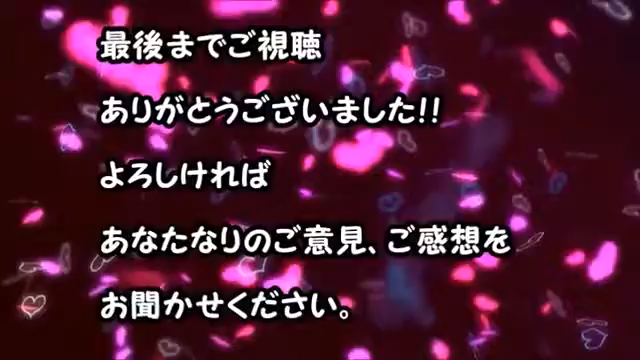 最後までご視聴
ありがとうございました!!
よろしければ
あなたなりのご意見、ご感想を
お聞かせください。